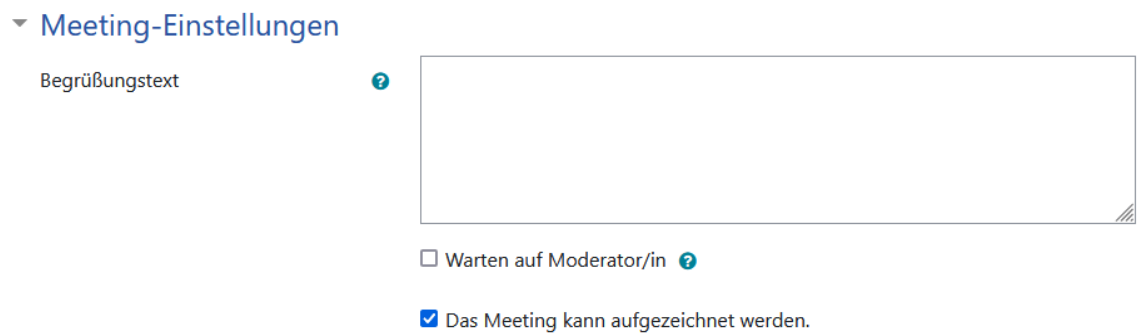 Meeting-Einstellungen
Begrüßungstext ?
Warten auf Moderator/in ?
Das Meeting kann aufgezeichnet werden.